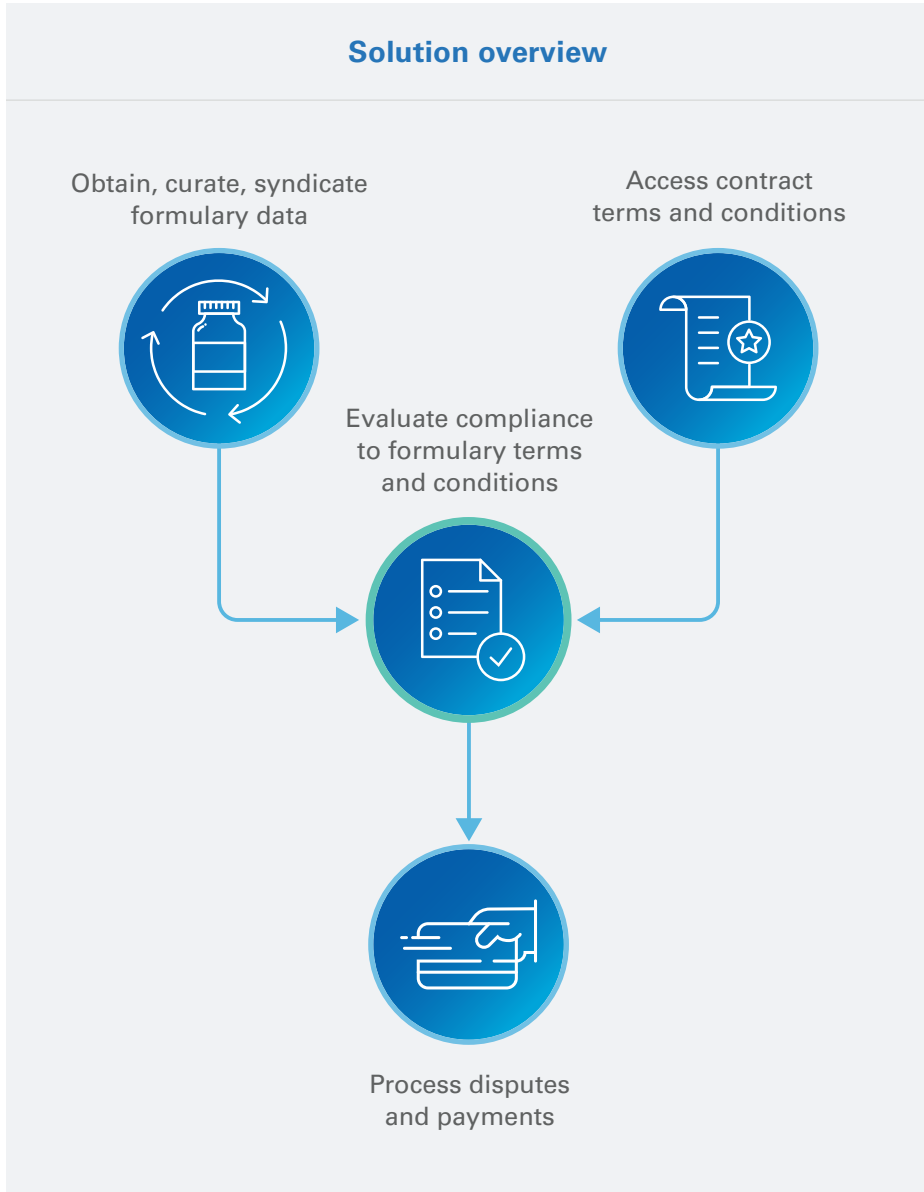 Solution overview
Obtain, curate, syndicate
formulary data
Access contract
terms and conditions
Evaluate compliance
to formulary terms
and conditions
Process disputes
and payments